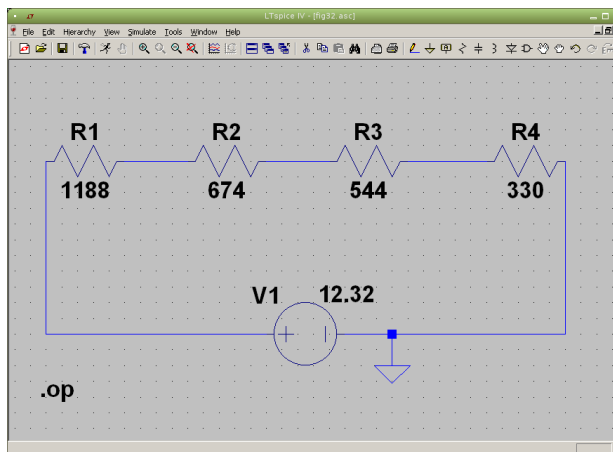 LTspice IV - [fig32.asc]
File Edit Hierarchy View Simulate Tools Window Help
R1 R2 R3 R4
1188 674 544 330
V1 12.32
.op